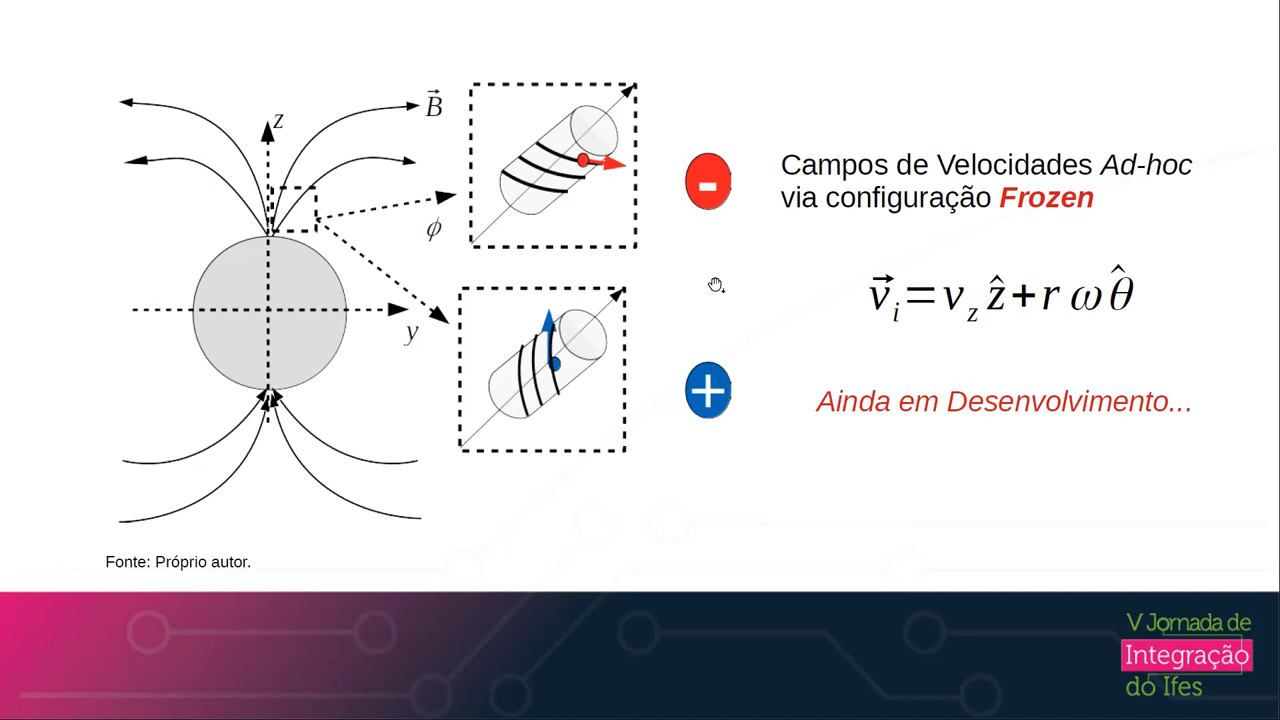 B⃗
z
ϕ
y
-
Campos de Velocidades Ad-hoc
via configuração Frozen
v⃗ᵢ=v_z ẑ+r ω θ̂
+
Ainda em Desenvolvimento...
Fonte: Próprio autor.
V Jornada de
Integração
do Ifes